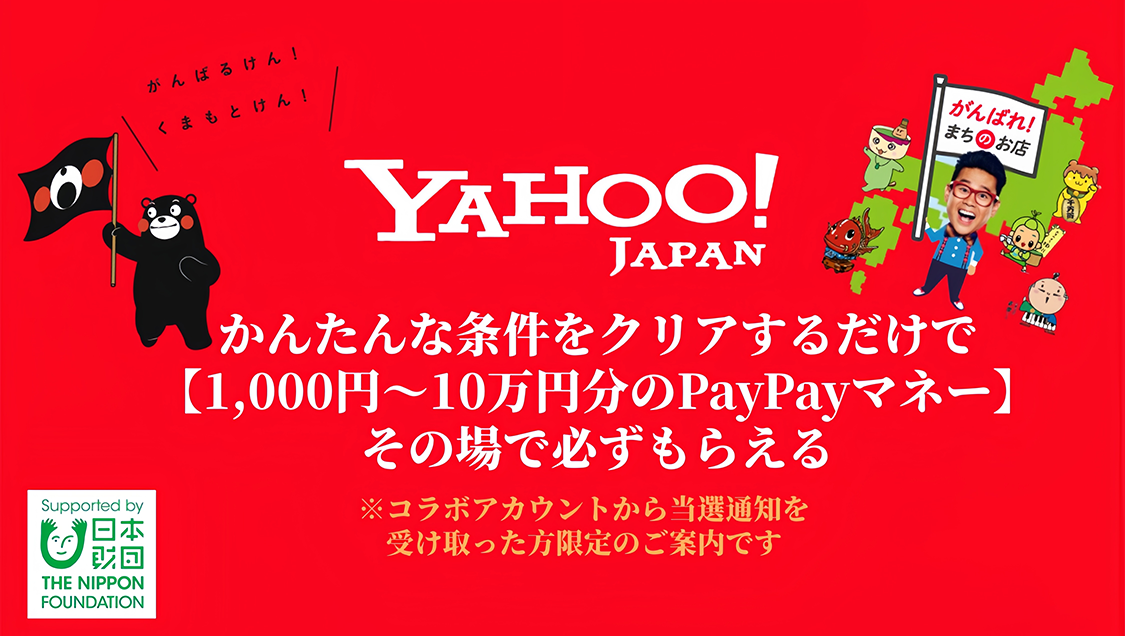 がんばるけん!
くまもとけん!
がんばれ!
まちのお店
YAHOO!
JAPAN
千万両
かんたんな条件をクリアするだけで
【1,000円～10万円分のPayPayマネー】
その場で必ずもらえる
※コラボアカウントから当選通知を
受け取った方限定のご案内です
Supported by
日本
財団
THE NIPPON
FOUNDATION